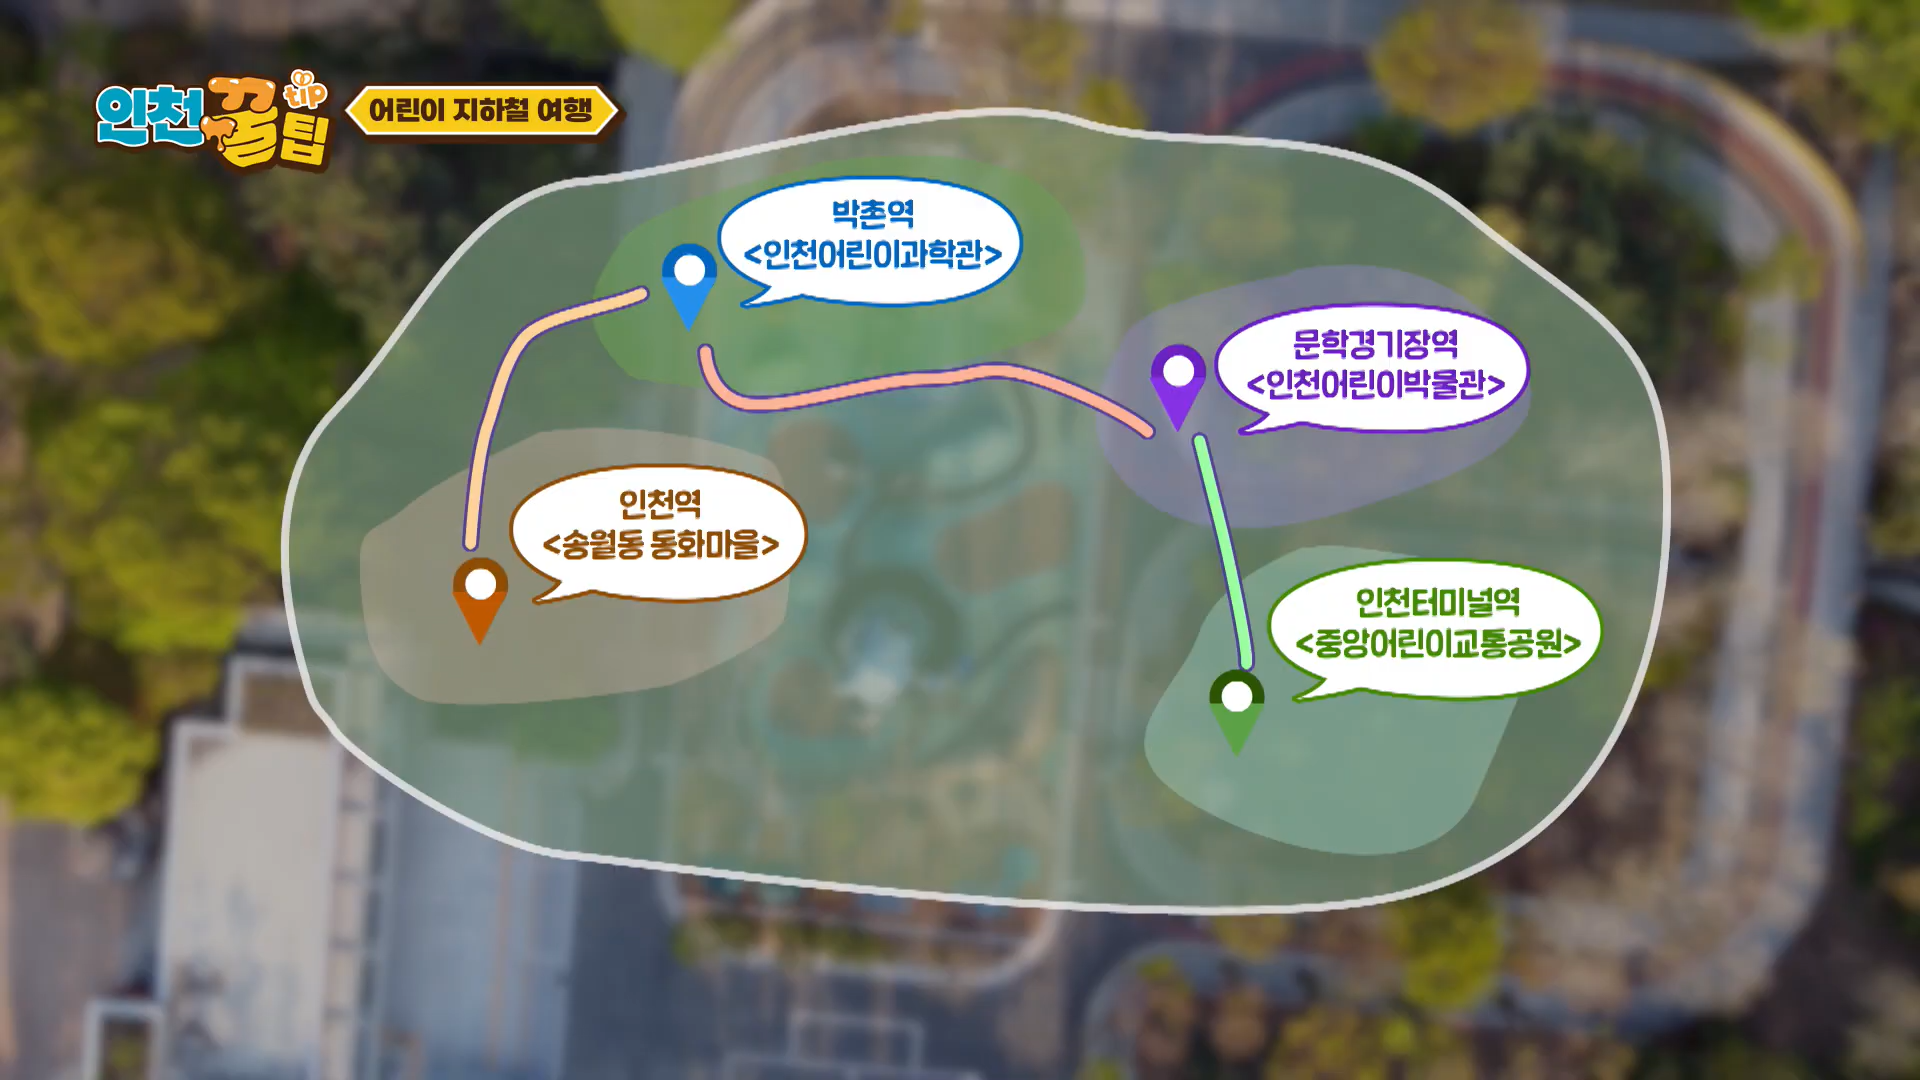 인천꿀팁
tip
어린이 지하철 여행
박촌역
<인천어린이과학관>
문학경기장역
<인천어린이박물관>
인천역
<송월동 동화마을>
인천터미널역
<중앙어린이교통공원>